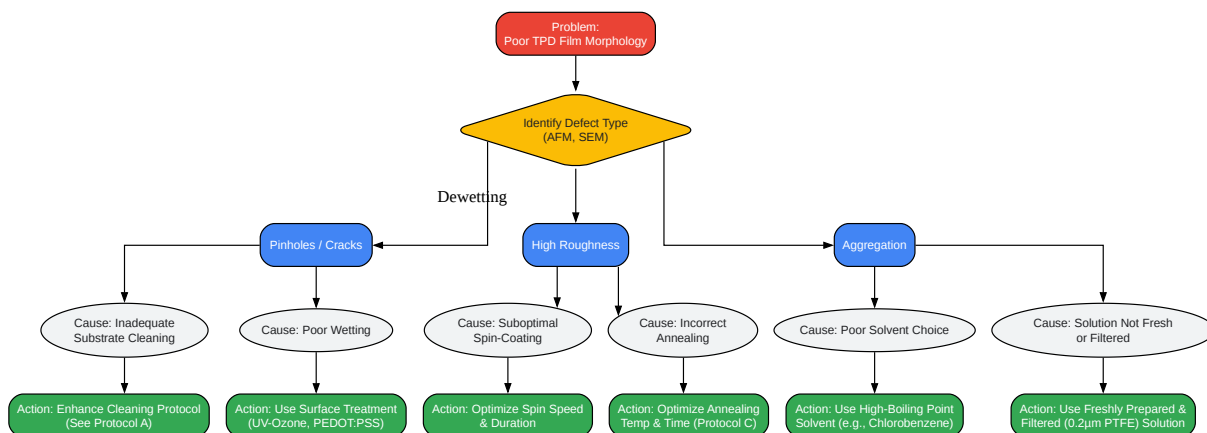 Problem:
Poor TPD Film Morphology
Identify Defect Type
(AFM, SEM)
Dewetting
Pinholes / Cracks
High Roughness
Aggregation
Cause: Inadequate
Substrate Cleaning
Cause: Poor Wetting
Cause: Suboptimal
Spin-Coating
Cause: Incorrect
Annealing
Cause: Poor Solvent Choice
Cause: Solution Not Fresh
or Filtered
Action: Enhance Cleaning Protocol
(See Protocol A)
Action: Use Surface Treatment
(UV-Ozone, PEDOT:PSS)
Action: Optimize Spin Speed
& Duration
Action: Optimize Annealing
Temp & Time (Protocol C)
Action: Use High-Boiling Point
Solvent (e.g., Chlorobenzene)
Action: Use Freshly Prepared &
Filtered (0.2µm PTFE) Solution